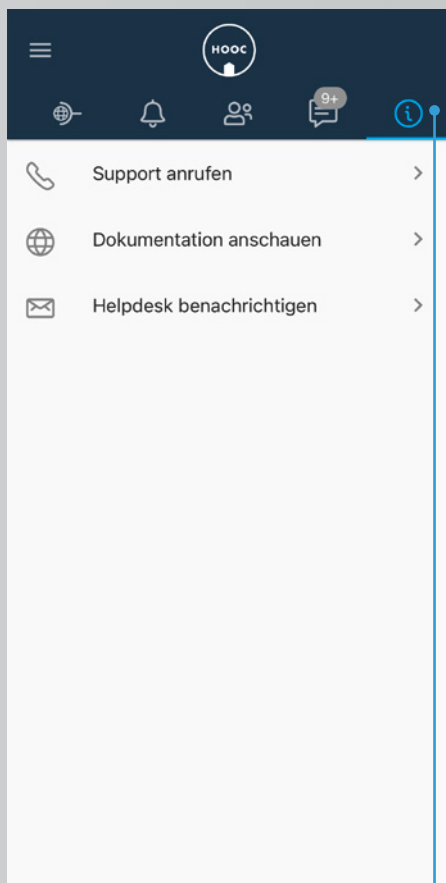 HOOC
9+
Support anrufen
Dokumentation anschauen
Helpdesk benachrichtigen